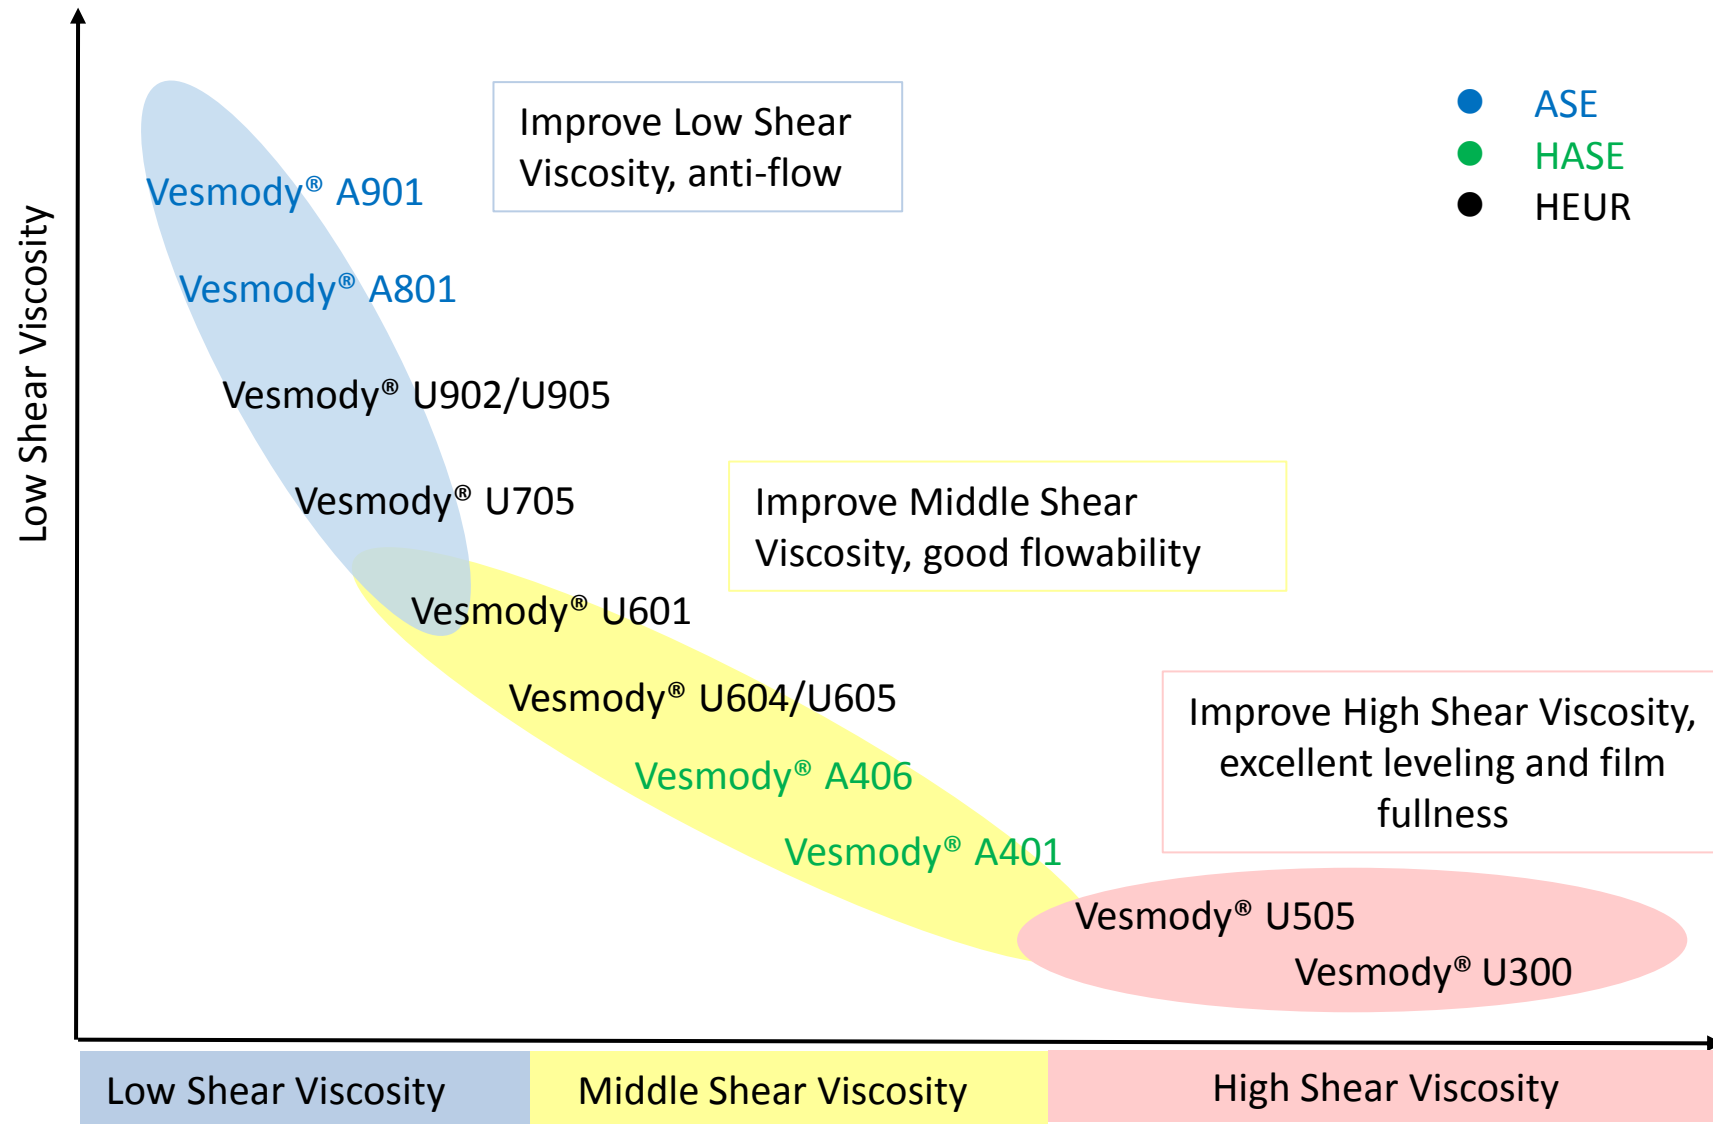 Low Shear Viscosity
Improve Low Shear
Viscosity, anti-flow
ASE
HASE
HEUR
Vesmody® A901
Vesmody® A801
Vesmody® U902/U905
Vesmody® U705
Improve Middle Shear
Viscosity, good flowability
Vesmody® U601
Vesmody® U604/U605
Vesmody® A406
Vesmody® A401
Improve High Shear Viscosity,
excellent leveling and film
fullness
Vesmody® U505
Vesmody® U300
Low Shear Viscosity
Middle Shear Viscosity
High Shear Viscosity